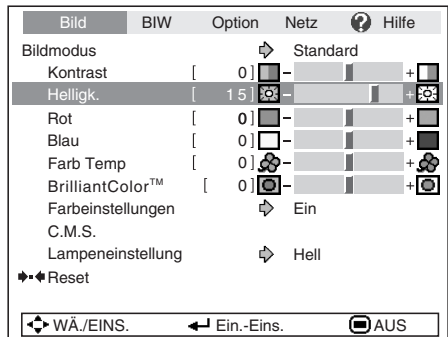 Bild BIW Option Netz ? Hilfe
Bildmodus Standard
Kontrast [ 0 ] - +
Helligk. [ 15 ] - +
Rot [ 0 ] - +
Blau [ 0 ] - +
Farb Temp [ 0 ] - +
BrilliantColor™ [ 0 ] - +
Farbeinstellungen Ein
C.M.S.
Lampeneinstellung Hell
Reset
WÄ./EINS. Ein.-Eins. AUS